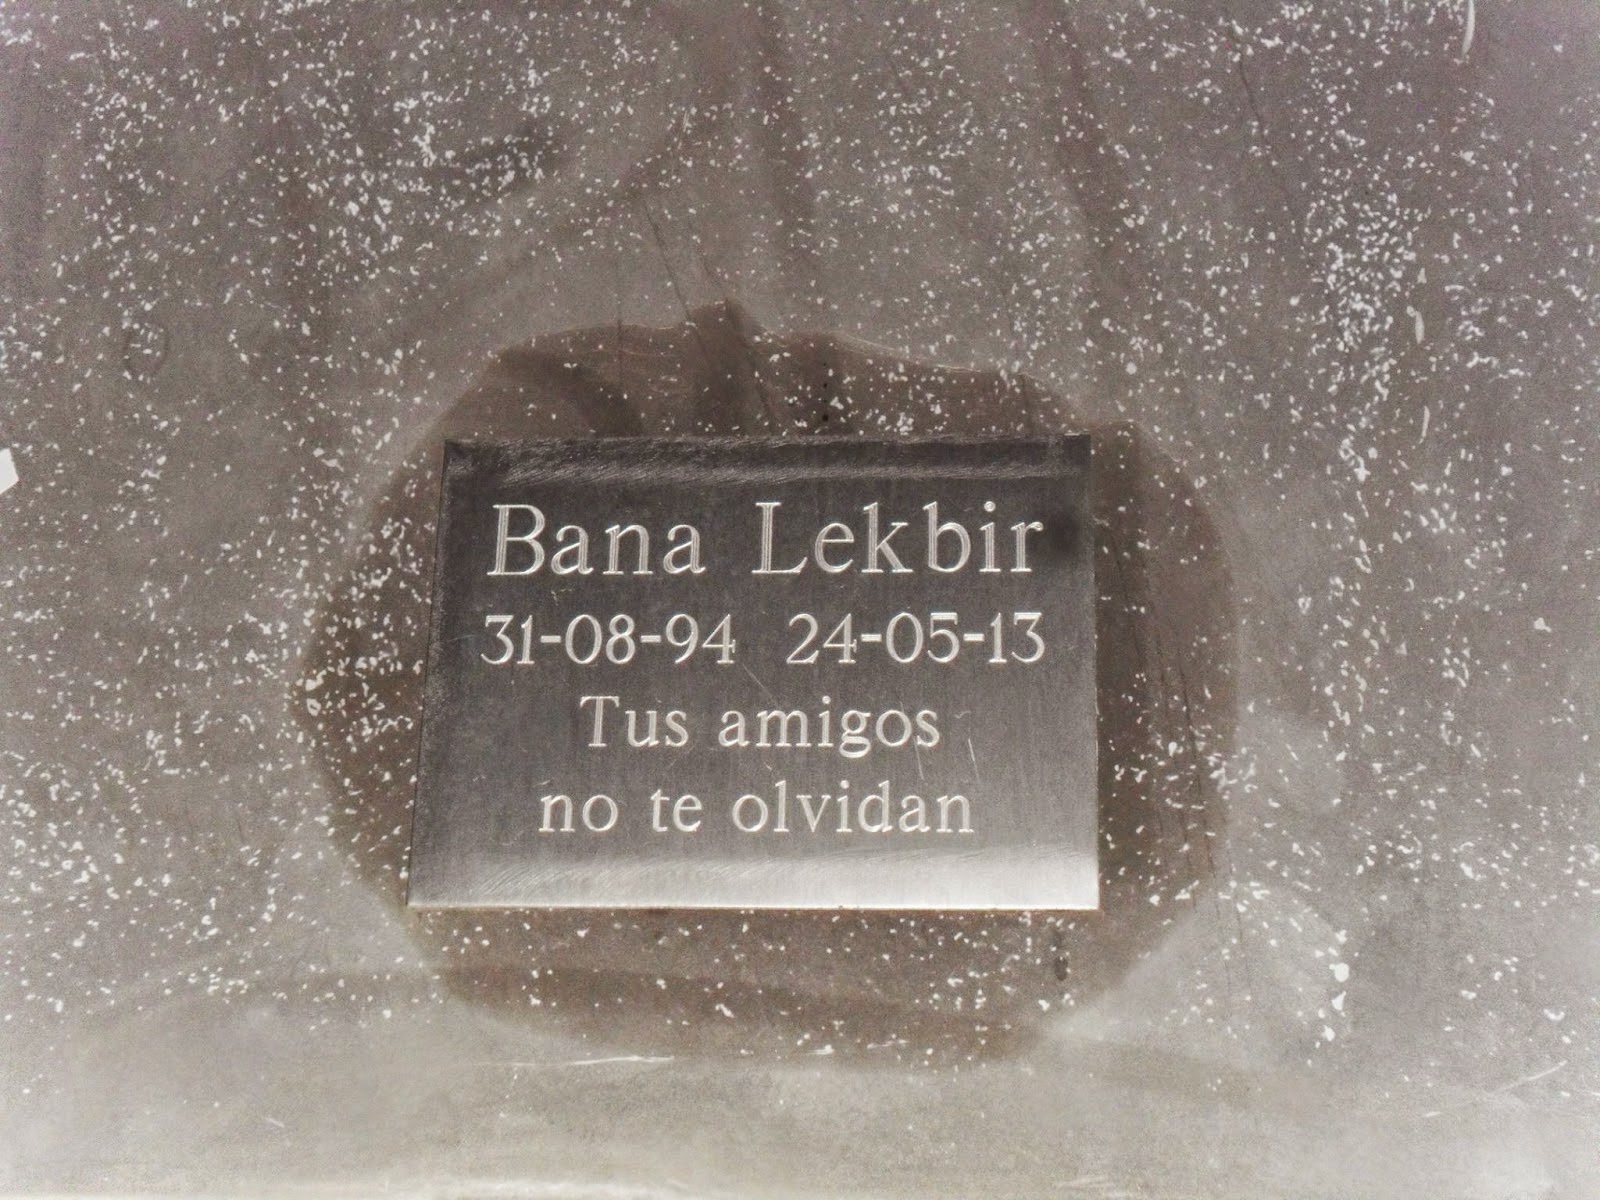 Bana Lekbir
31-08-94 24-05-13
Tus amigos
no te olvidan